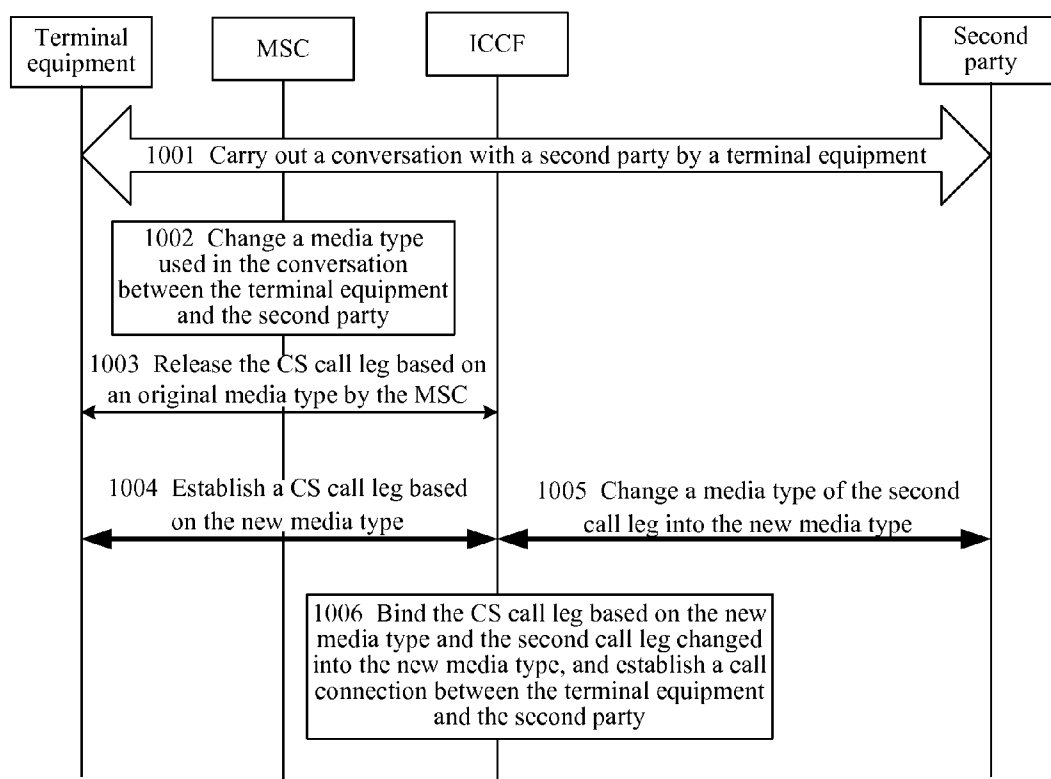 Terminal
equipment
MSC
ICCF
Second
party
1001 Carry out a conversation with a second party by a terminal equipment
1002 Change a media type
used in the conversation
between the terminal equipment
and the second party
1003 Release the CS call leg based on
an original media type by the MSC
1004 Establish a CS call leg based
on the new media type
1005 Change a media type of the second
call leg into the new media type
1006 Bind the CS call leg based on the new
media type and the second call leg changed
into the new media type, and establish a call
connection between the terminal equipment
and the second party